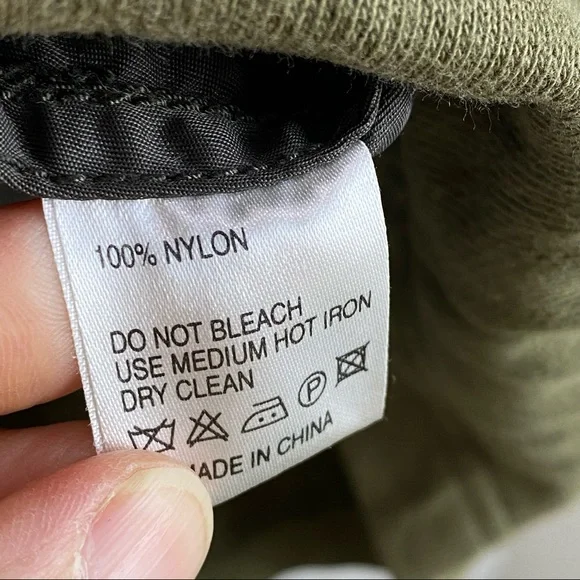 100% NYLON
DO NOT BLEACH
USE MEDIUM HOT IRON
DRY CLEAN
P
MADE IN CHINA